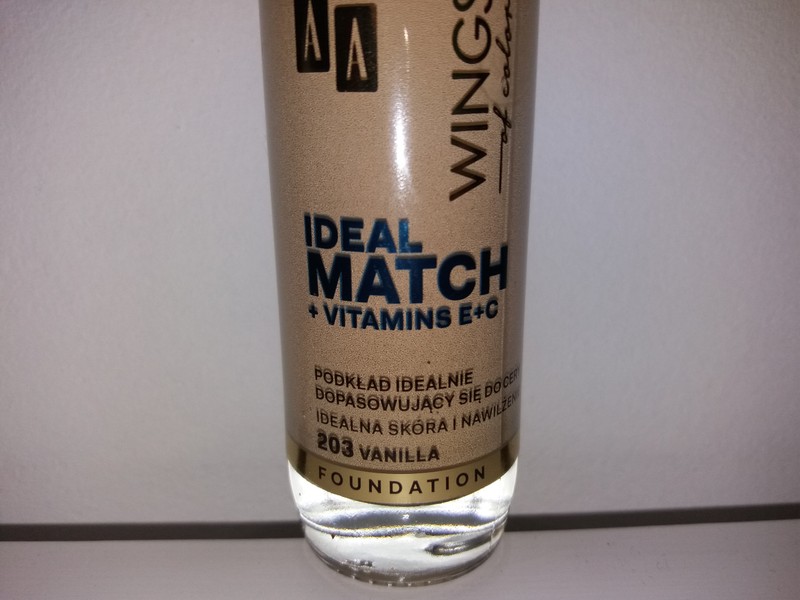 AA
WINGS
of color
IDEAL
MATCH
+ VITAMINS E+C
PODKŁAD IDEALNIE
DOPASOWUJĄCY SIĘ DO CERY
IDEALNA SKÓRA I NAWILŻENIE
203 VANILLA
FOUNDATION